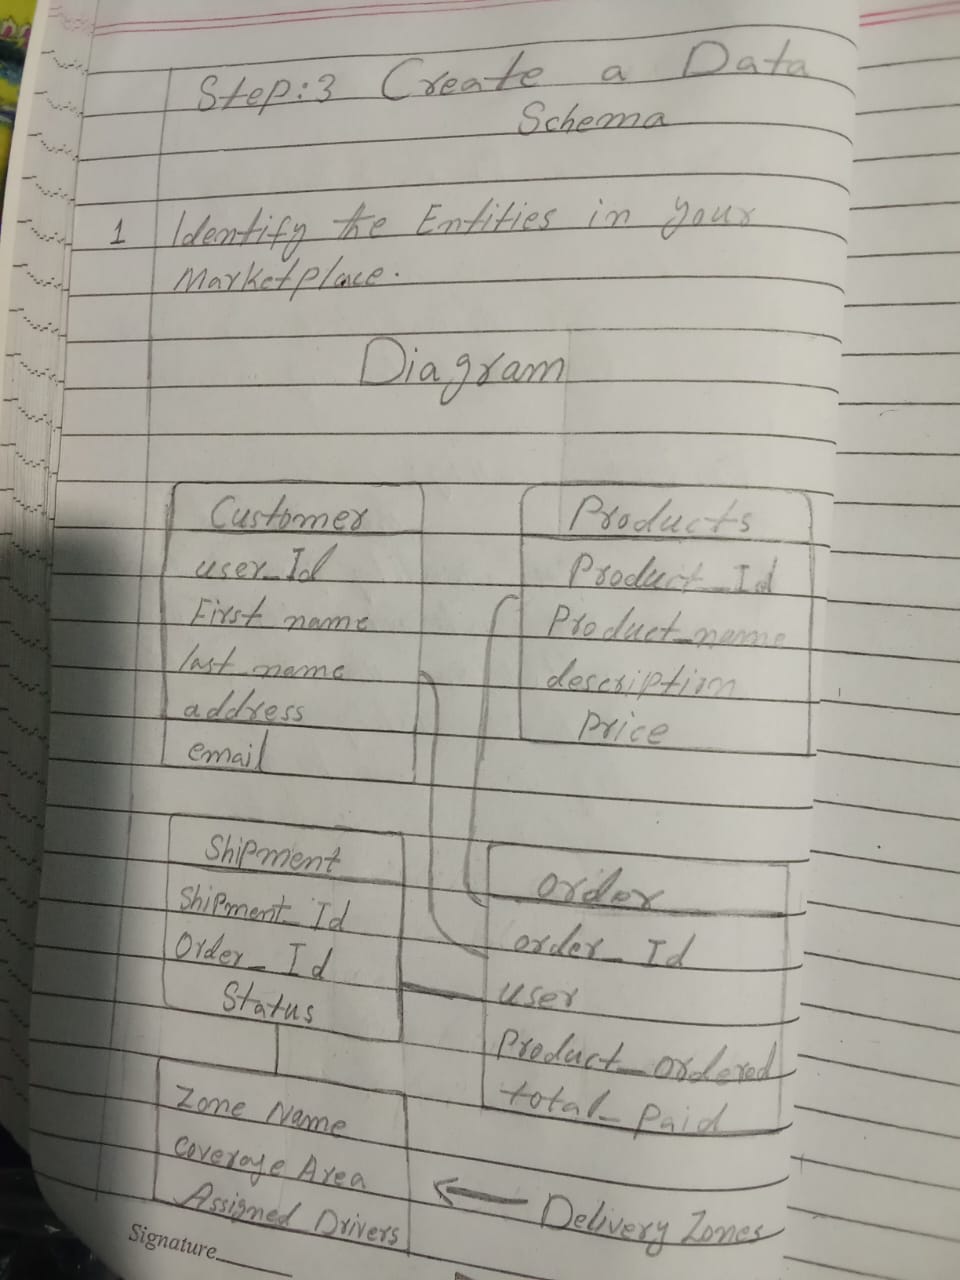 Step:3 Create a Data
Schema
1 Identify the Entities in your
Marketplace.
Diagram
Customer
user_Id
First name
last name
address
email
Products
Product_Id
Product_name
description
Price
Shipment
Shipment_Id
Order_Id
Status
order
order_Id
user
Product_ordered
total_Paid
Zone Name
Coverage Area
Assigned Drivers
Delivery Zones
Signature